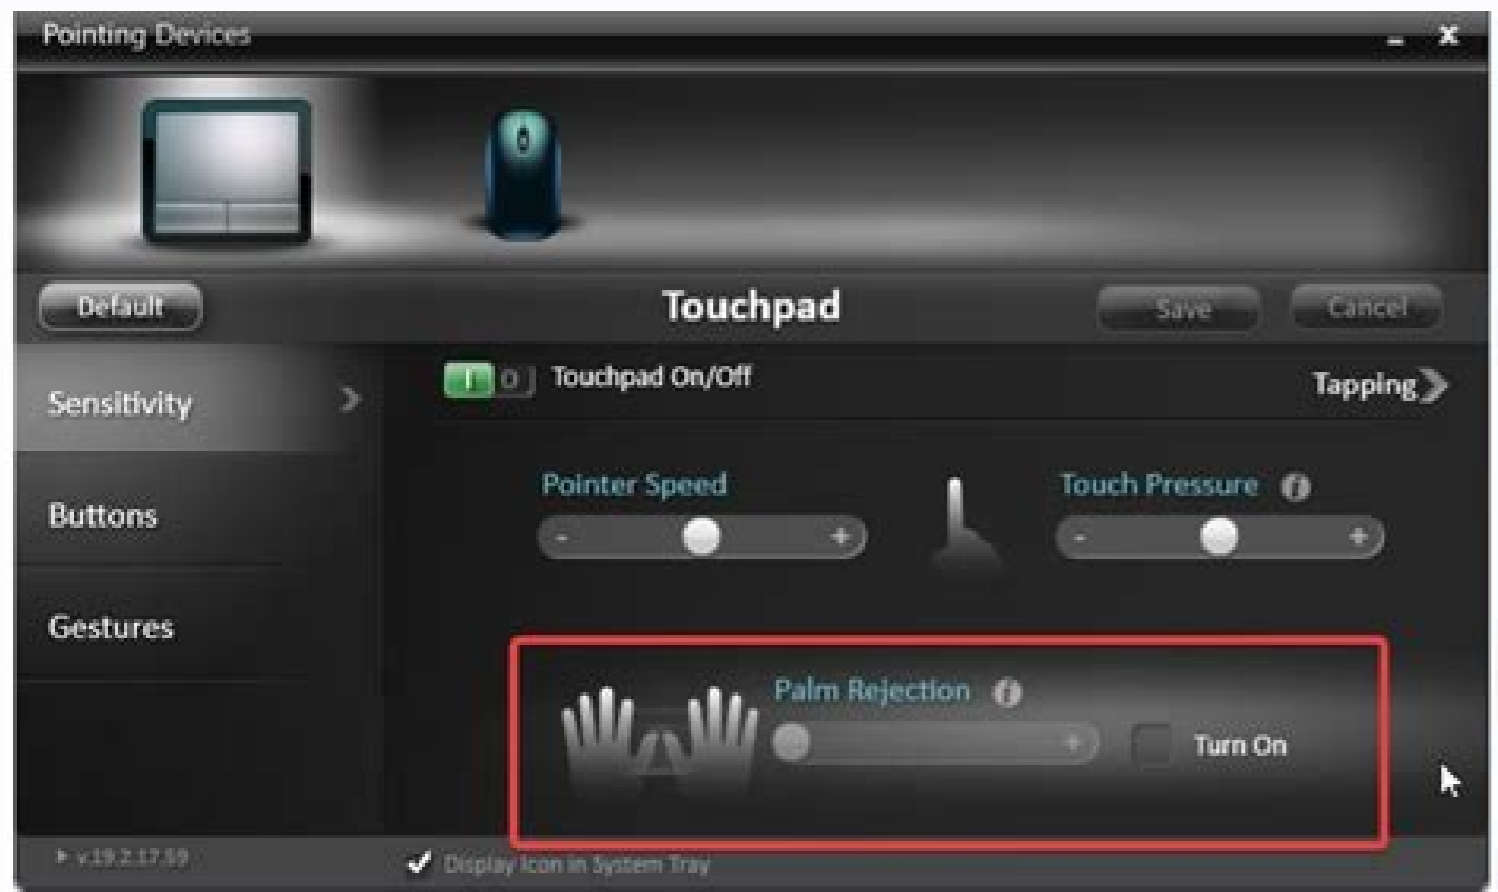 Pointing Devices
Default
Touchpad
Save
Cancel
Sensitivity
I O Touchpad On/Off
Tapping
Pointer Speed
Touch Pressure i
- +
- +
Buttons
Gestures
Palm Rejection i
+
Turn On
v.19.2.17.59
Display Icon in System Tray